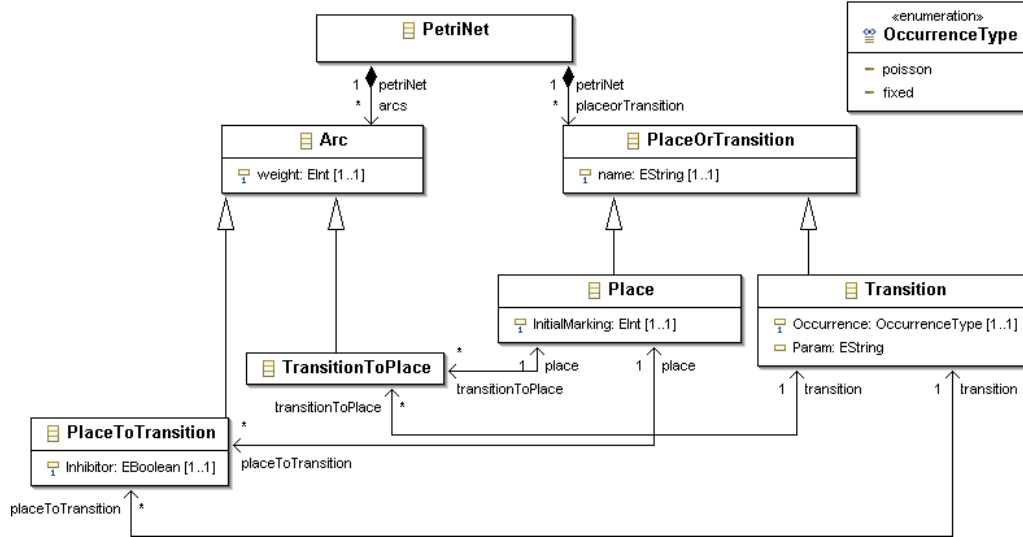 PetriNet
«enumeration»
OccurrenceType
poisson
fixed
1 petriNet
* arcs
1 petriNet
* placeorTransition
Arc
weight: EInt [1..1]
PlaceOrTransition
name: EString [1..1]
Place
InitialMarking: EInt [1..1]
Transition
Occurrence: OccurrenceType [1..1]
Param: EString
TransitionToPlace
*
transitionToPlace
1 place
1 place
1 transition
1 transition
transitionToPlace *
PlaceToTransition
Inhibitor: EBoolean [1..1]
*
placeToTransition
placeToTransition *